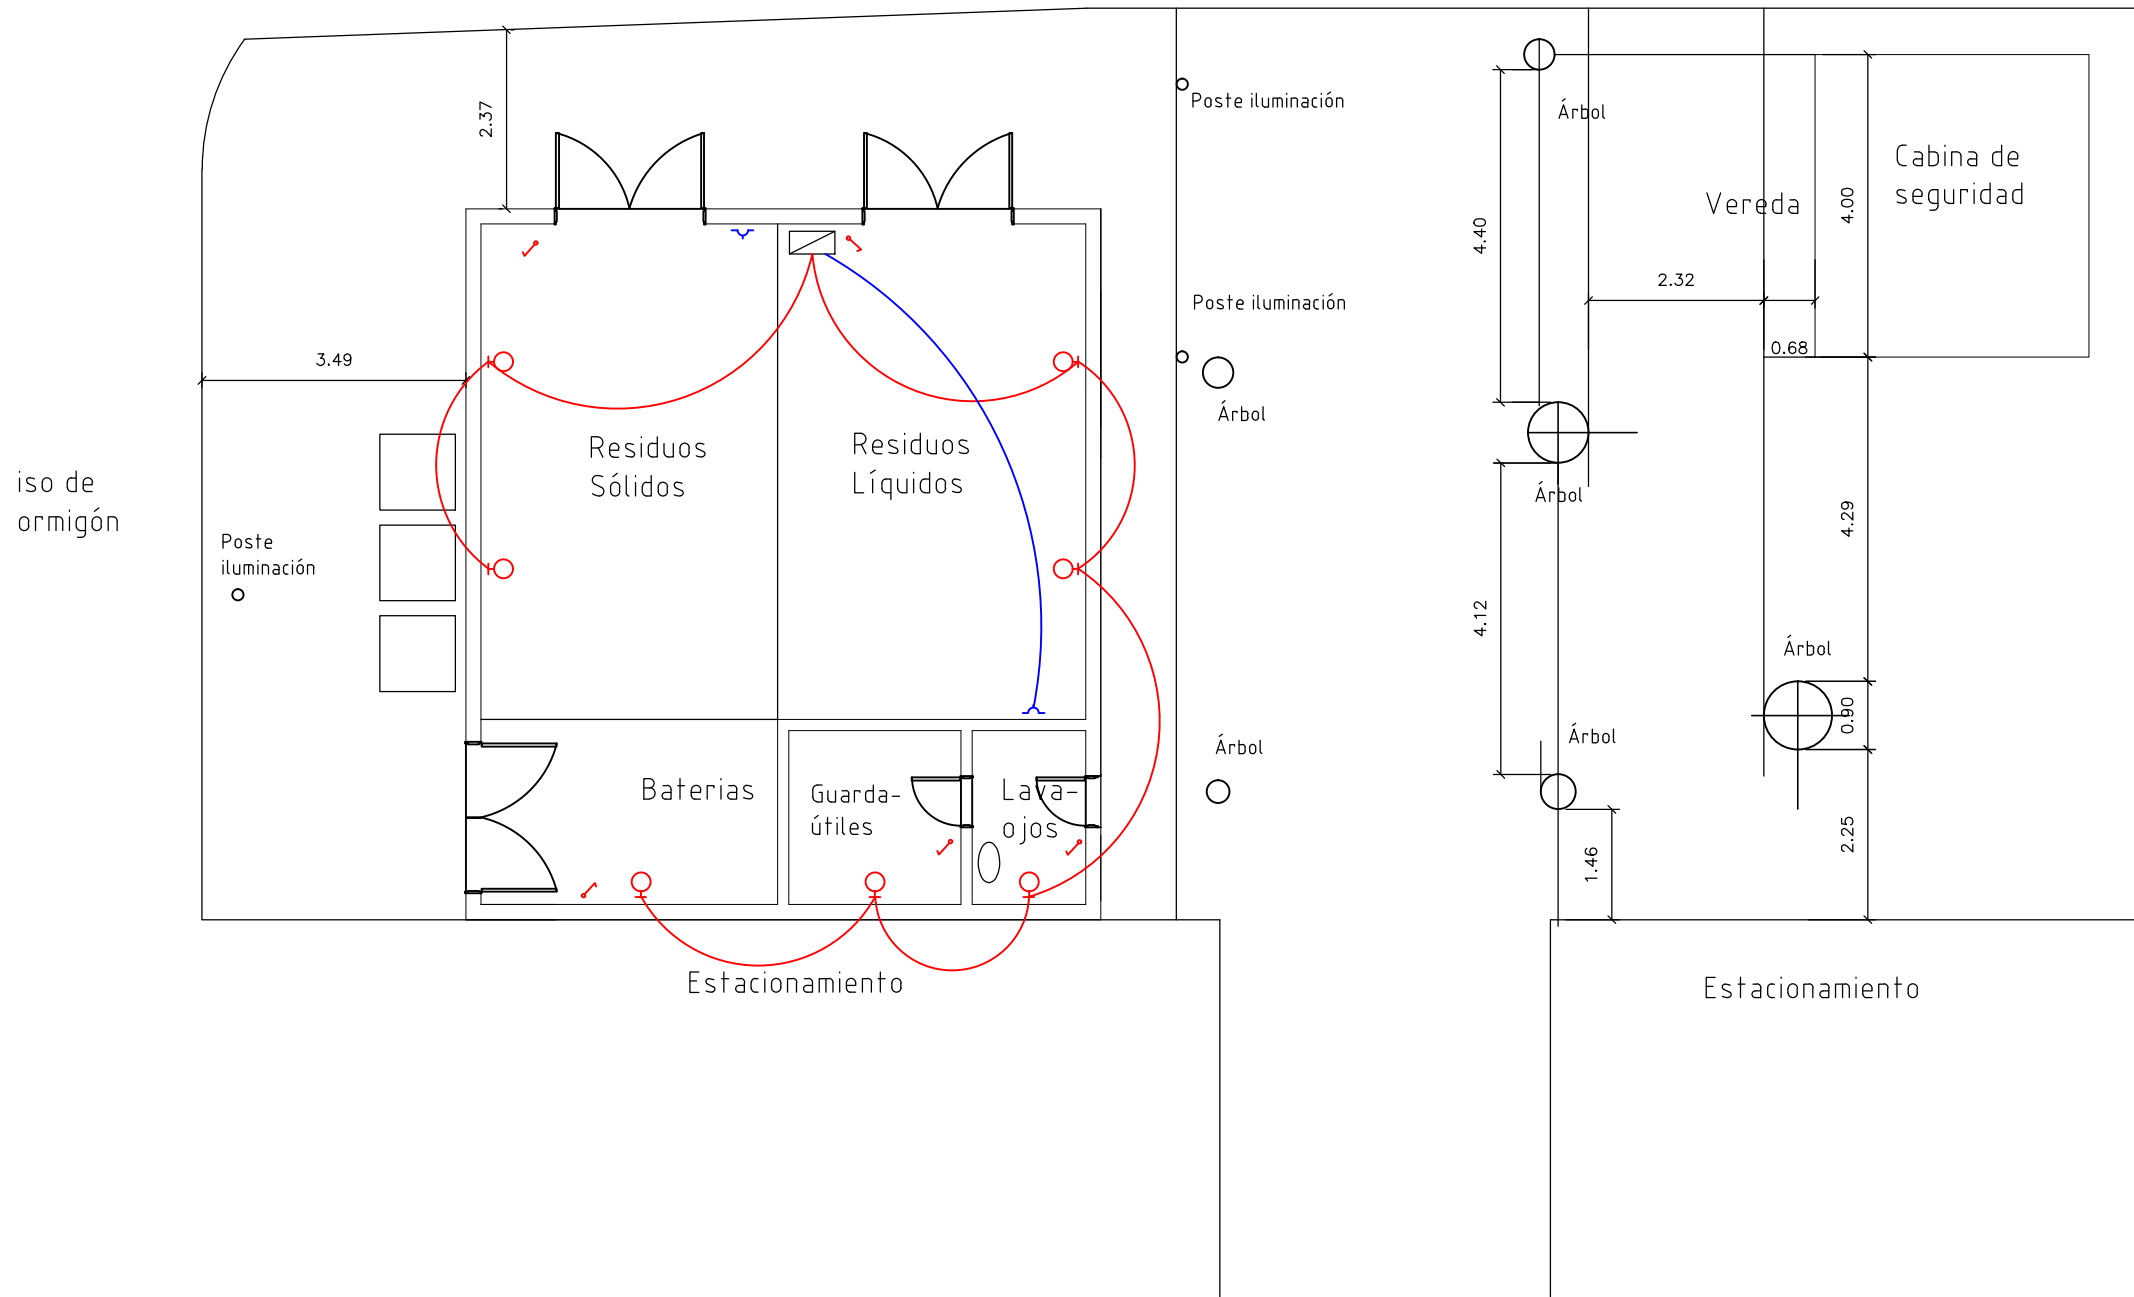 2.37
Poste iluminación
Árbol
Cabina de
seguridad
Vereda
4.00
4.40
2.32
Poste iluminación
0.68
3.49
Árbol
Residuos
Sólidos
Residuos
Líquidos
iso de
ormigón
Árbol
4.29
Poste
iluminación
4.12
Árbol
0.90
Árbol
Árbol
Baterias
Guarda-
útiles
Lava-
ojos
2.25
1.46
Estacionamiento
Estacionamiento